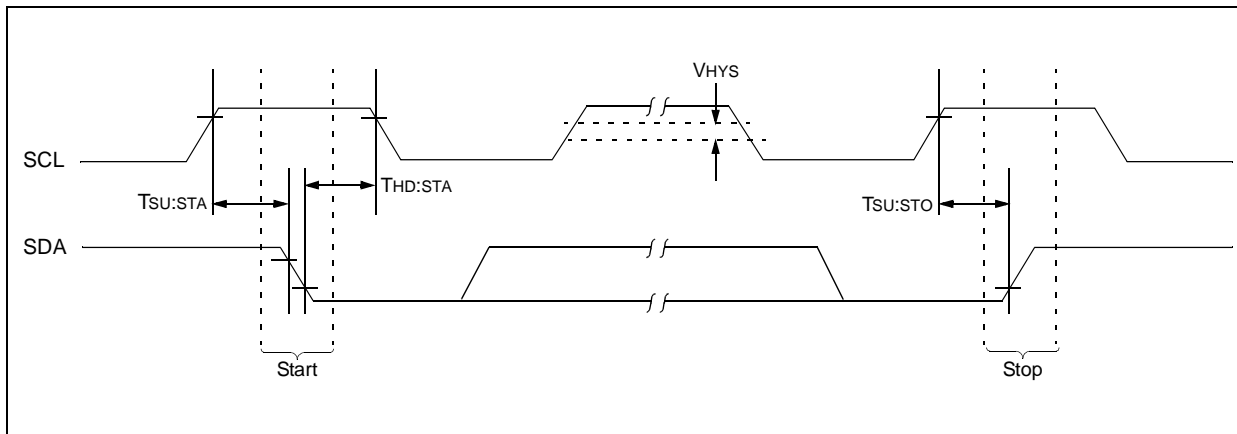 VHYS
SCL
THD:STA
TSU:STA
TSU:STO
SDA
Start
Stop